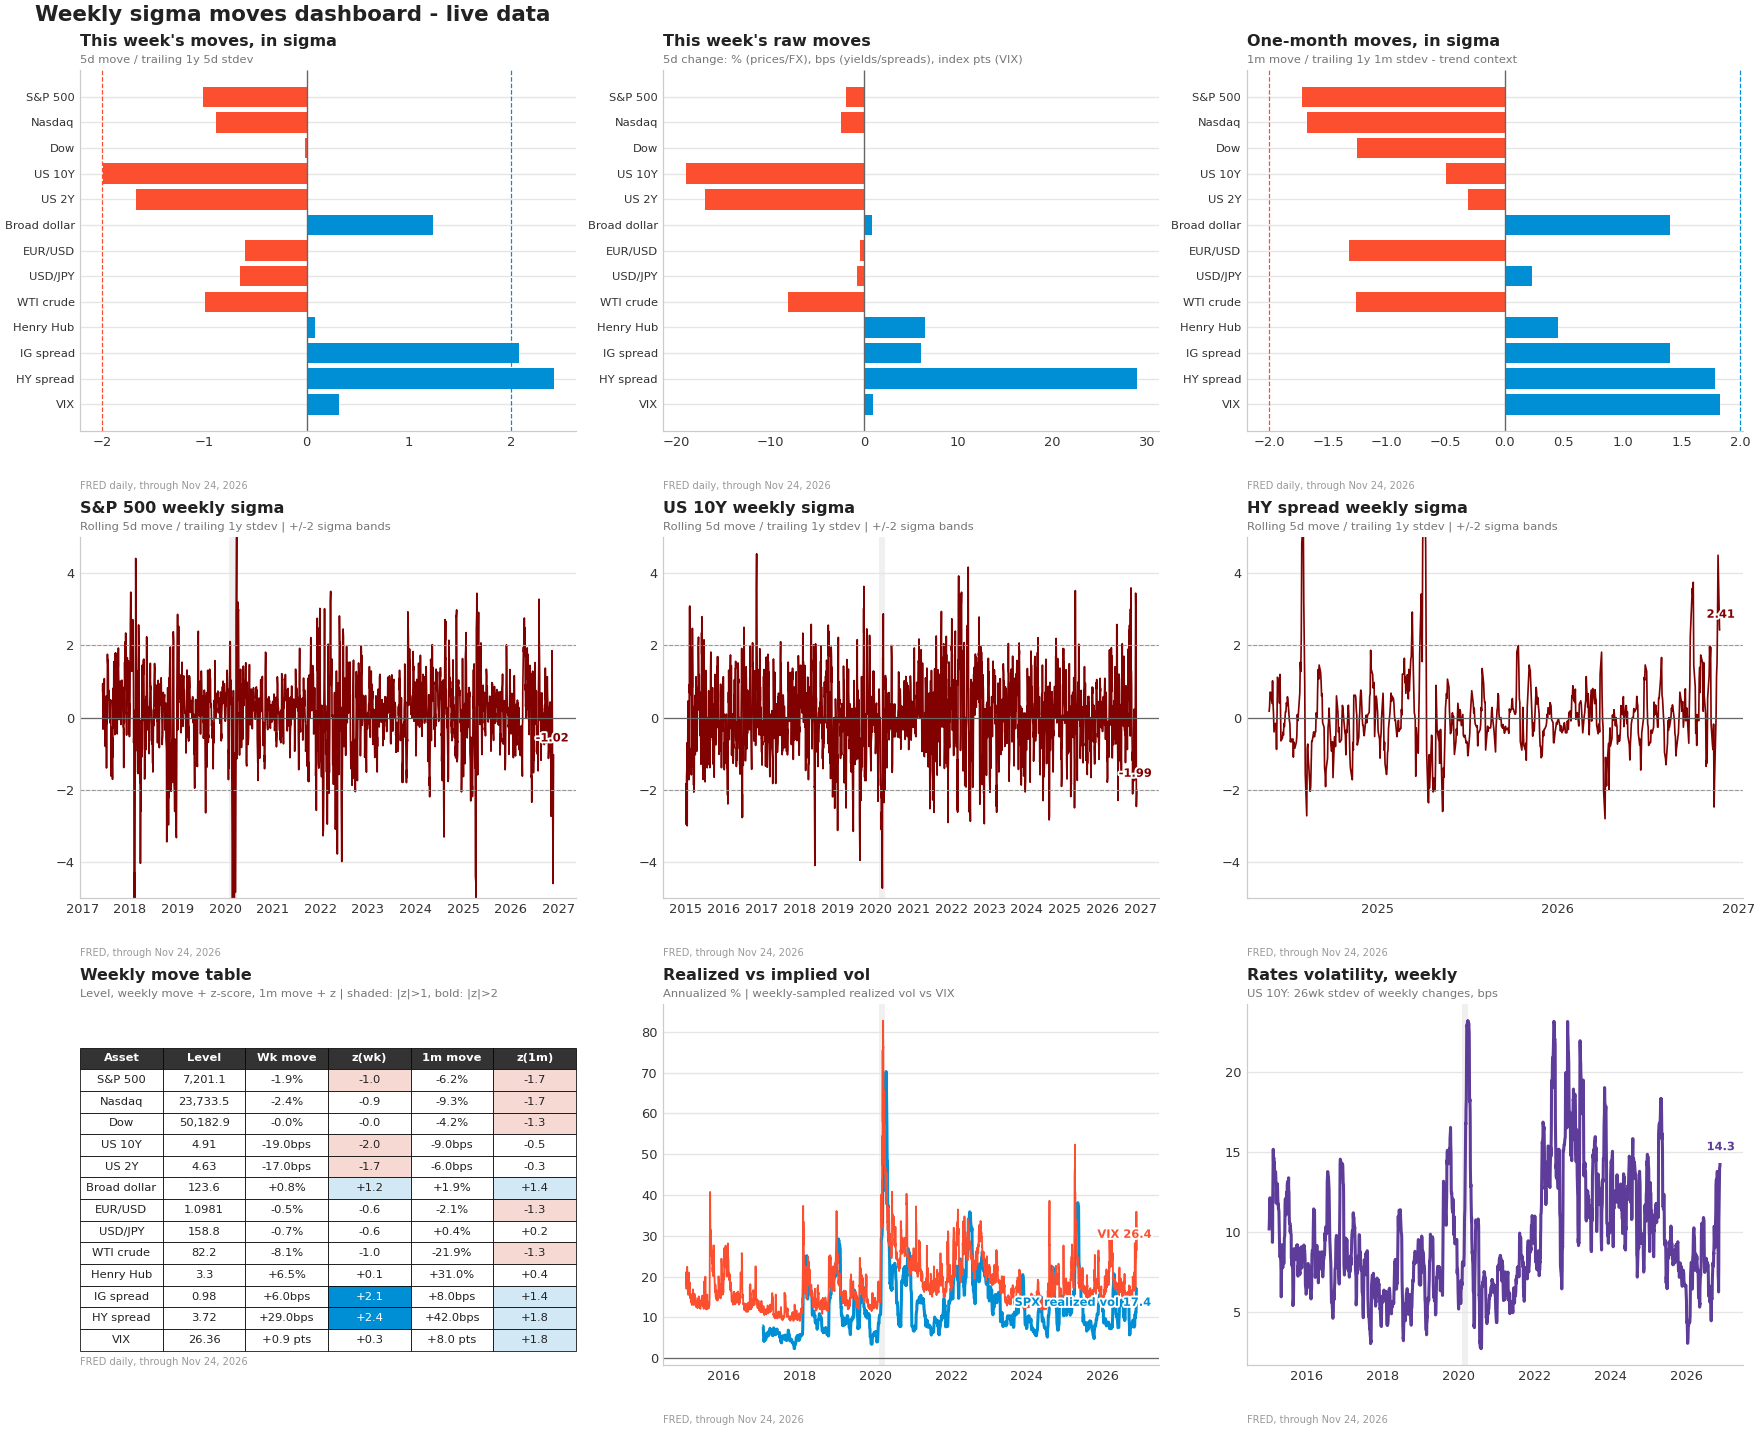 Weekly sigma moves dashboard - live data
This week's moves, in sigma
5d move / trailing 1y 5d stdev
S&P 500
Nasdaq
Dow
US 10Y
US 2Y
Broad dollar
EUR/USD
USD/JPY
WTI crude
Henry Hub
IG spread
HY spread
VIX
−2 −1 0 1 2
FRED daily, through Nov 24, 2026
This week's raw moves
5d change: % (prices/FX), bps (yields/spreads), index pts (VIX)
S&P 500
Nasdaq
Dow
US 10Y
US 2Y
Broad dollar
EUR/USD
USD/JPY
WTI crude
Henry Hub
IG spread
HY spread
VIX
−20 −10 0 10 20 30
FRED daily, through Nov 24, 2026
One-month moves, in sigma
1m move / trailing 1y 1m stdev - trend context
S&P 500
Nasdaq
Dow
US 10Y
US 2Y
Broad dollar
EUR/USD
USD/JPY
WTI crude
Henry Hub
IG spread
HY spread
VIX
−2.0 −1.5 −1.0 −0.5 0.0 0.5 1.0 1.5 2.0
FRED daily, through Nov 24, 2026
S&P 500 weekly sigma
Rolling 5d move / trailing 1y stdev | +/-2 sigma bands
4
2
0
-1.02
−2
−4
2017 2018 2019 2020 2021 2022 2023 2024 2025 2026 2027
FRED, through Nov 24, 2026
US 10Y weekly sigma
Rolling 5d move / trailing 1y stdev | +/-2 sigma bands
4
2
0
-1.99
−2
−4
2015 2016 2017 2018 2019 2020 2021 2022 2023 2024 2025 2026 2027
FRED, through Nov 24, 2026
HY spread weekly sigma
Rolling 5d move / trailing 1y stdev | +/-2 sigma bands
4
2.41
2
0
−2
−4
2025 2026 2027
FRED, through Nov 24, 2026
Weekly move table
Level, weekly move + z-score, 1m move + z | shaded: |z|>1, bold: |z|>2
Asset Level Wk move z(wk) 1m move z(1m)
S&P 500 7,201.1 -1.9% -1.0 -6.2% -1.7
Nasdaq 23,733.5 -2.4% -0.9 -9.3% -1.7
Dow 50,182.9 -0.0% -0.0 -4.2% -1.3
US 10Y 4.91 -19.0bps -2.0 -9.0bps -0.5
US 2Y 4.63 -17.0bps -1.7 -6.0bps -0.3
Broad dollar 123.6 +0.8% +1.2 +1.9% +1.4
EUR/USD 1.0981 -0.5% -0.6 -2.1% -1.3
USD/JPY 158.8 -0.7% -0.6 +0.4% +0.2
WTI crude 82.2 -8.1% -1.0 -21.9% -1.3
Henry Hub 3.3 +6.5% +0.1 +31.0% +0.4
IG spread 0.98 +6.0bps +2.1 +8.0bps +1.4
HY spread 3.72 +29.0bps +2.4 +42.0bps +1.8
VIX 26.36 +0.9 pts +0.3 +8.0 pts +1.8
FRED daily, through Nov 24, 2026
Realized vs implied vol
Annualized % | weekly-sampled realized vol vs VIX
80
70
60
50
40
30
VIX 26.4
20
SPX realized vol 17.4
10
0
2016 2018 2020 2022 2024 2026
FRED, through Nov 24, 2026
Rates volatility, weekly
US 10Y: 26wk stdev of weekly changes, bps
20
15
14.3
10
5
2016 2018 2020 2022 2024 2026
FRED, through Nov 24, 2026